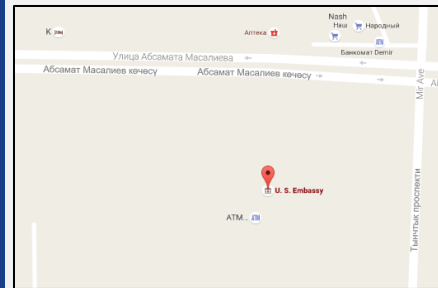 Nash
Наш
Народный
K
Аптека
Банкомат Demir
Улица Абсамата Масалиева
Абсамат Масалиев көчөсү
Абсамат Масалиев көчөсү
Mir Ave
U. S. Embassy
ATM...
Тынчтык проспекти